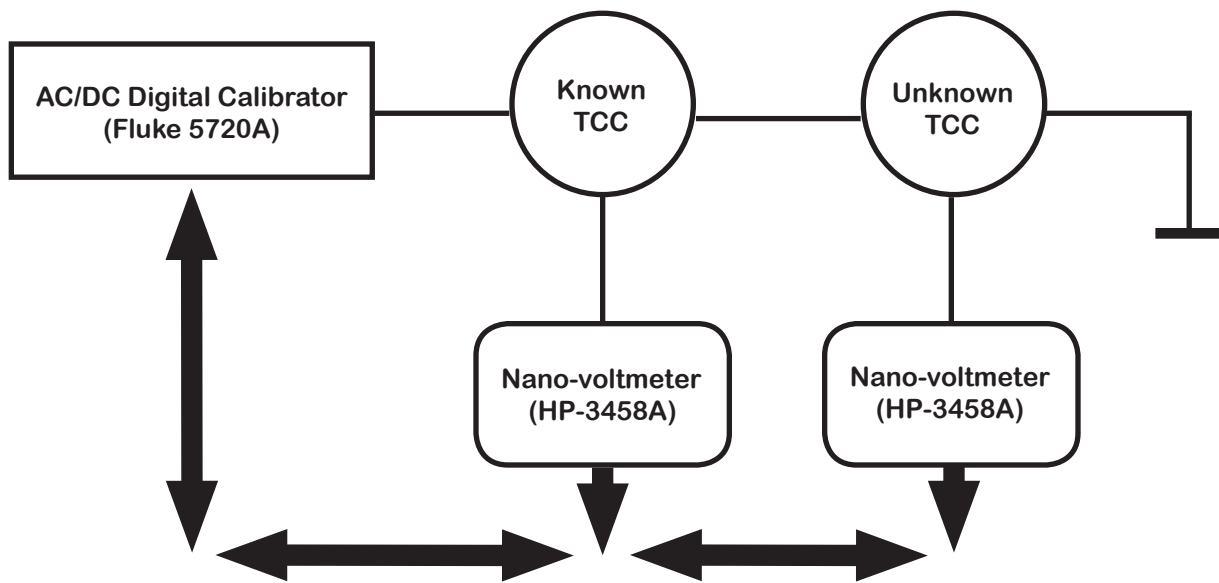 AC/DC Digital Calibrator
(Fluke 5720A)
Known
TCC
Unknown
TCC
Nano-voltmeter
(HP-3458A)
Nano-voltmeter
(HP-3458A)